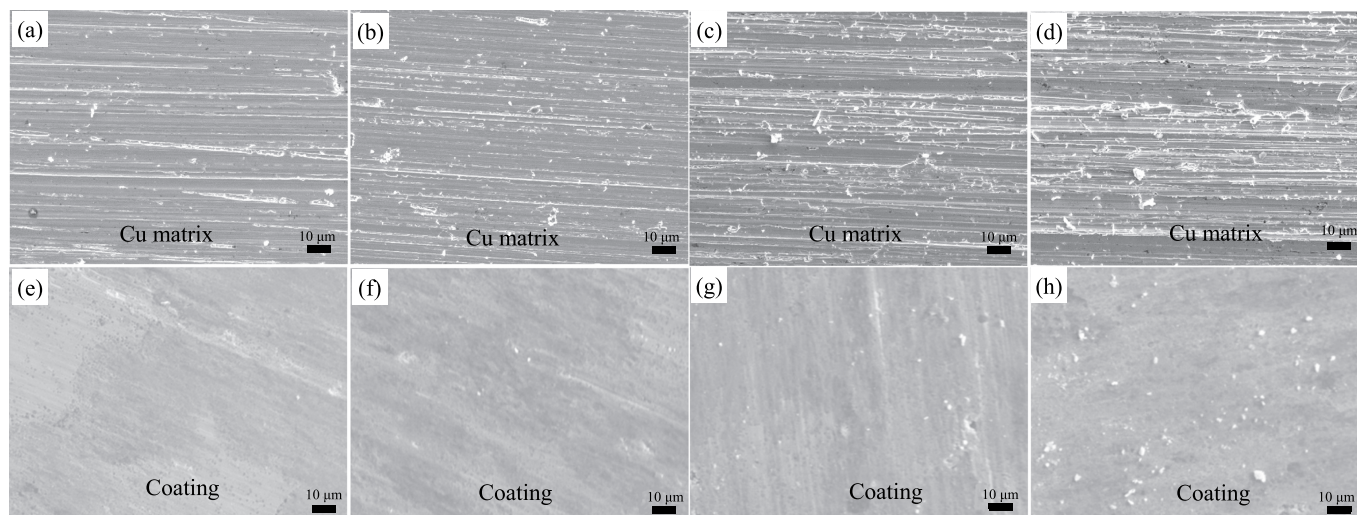 (a)
Cu matrix
10 μm
(b)
Cu matrix
10 μm
(c)
Cu matrix
10 μm
(d)
Cu matrix
10 μm
(e)
Coating
10 μm
(f)
Coating
10 μm
(g)
Coating
10 μm
(h)
Coating
10 μm